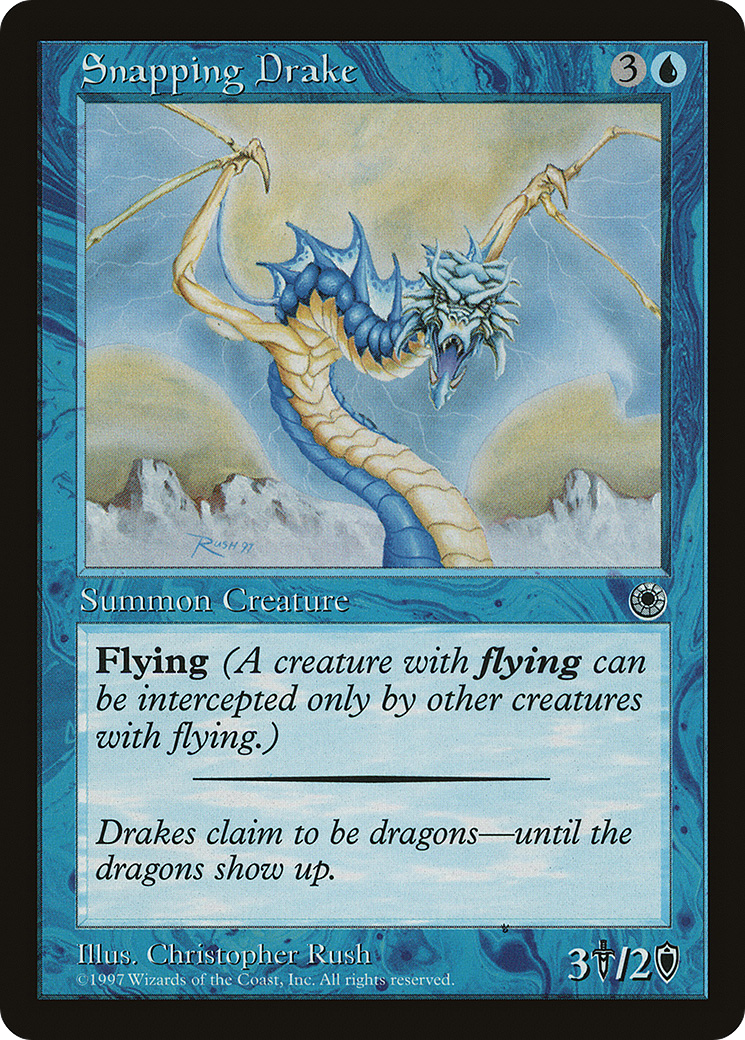 Snapping Drake 3
RUSH 97
Summon Creature
Flying (A creature with flying can
be intercepted only by other creatures
with flying.)
Drakes claim to be dragons—until the
dragons show up.
Illus. Christopher Rush
©1997 Wizards of the Coast, Inc. All rights reserved.
3/2